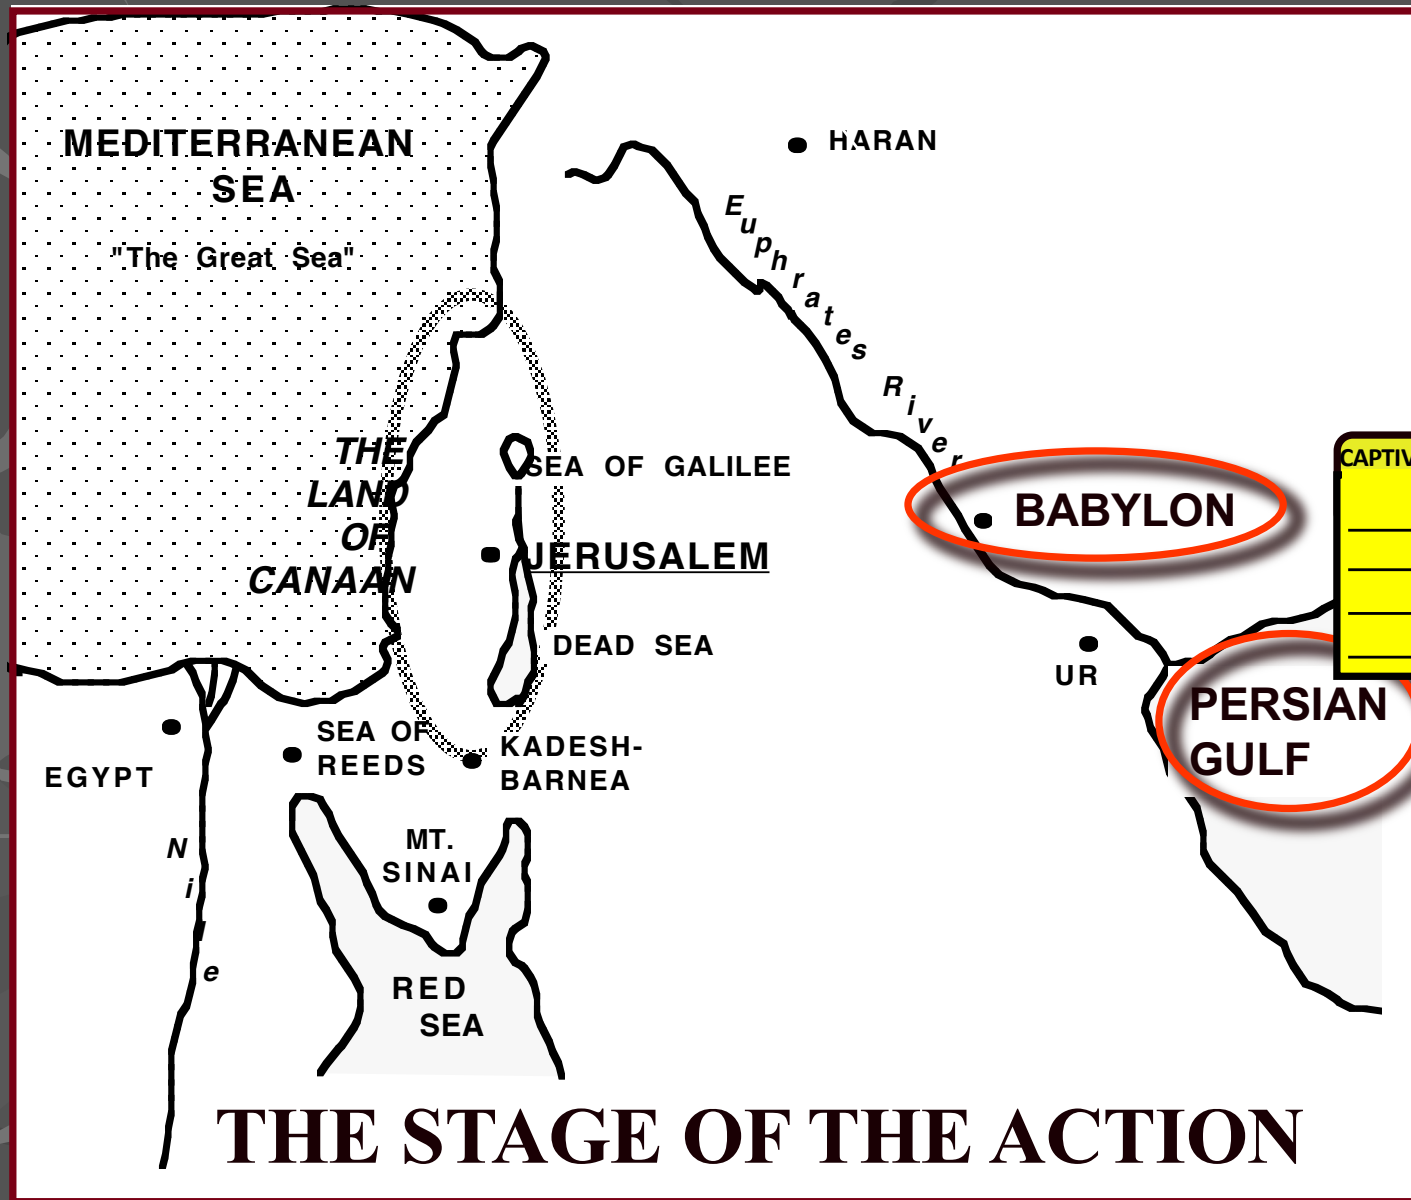 MEDITERRANEAN
SEA
"The Great Sea"
HARAN
Euphrates River
THE
LAND
OF
CANAAN
SEA OF GALILEE
JERUSALEM
DEAD SEA
BABYLON
UR
PERSIAN
GULF
SEA OF
REEDS
KADESH-
BARNEA
EGYPT
Nile
MT.
SINAI
RED
SEA
THE STAGE OF THE ACTION